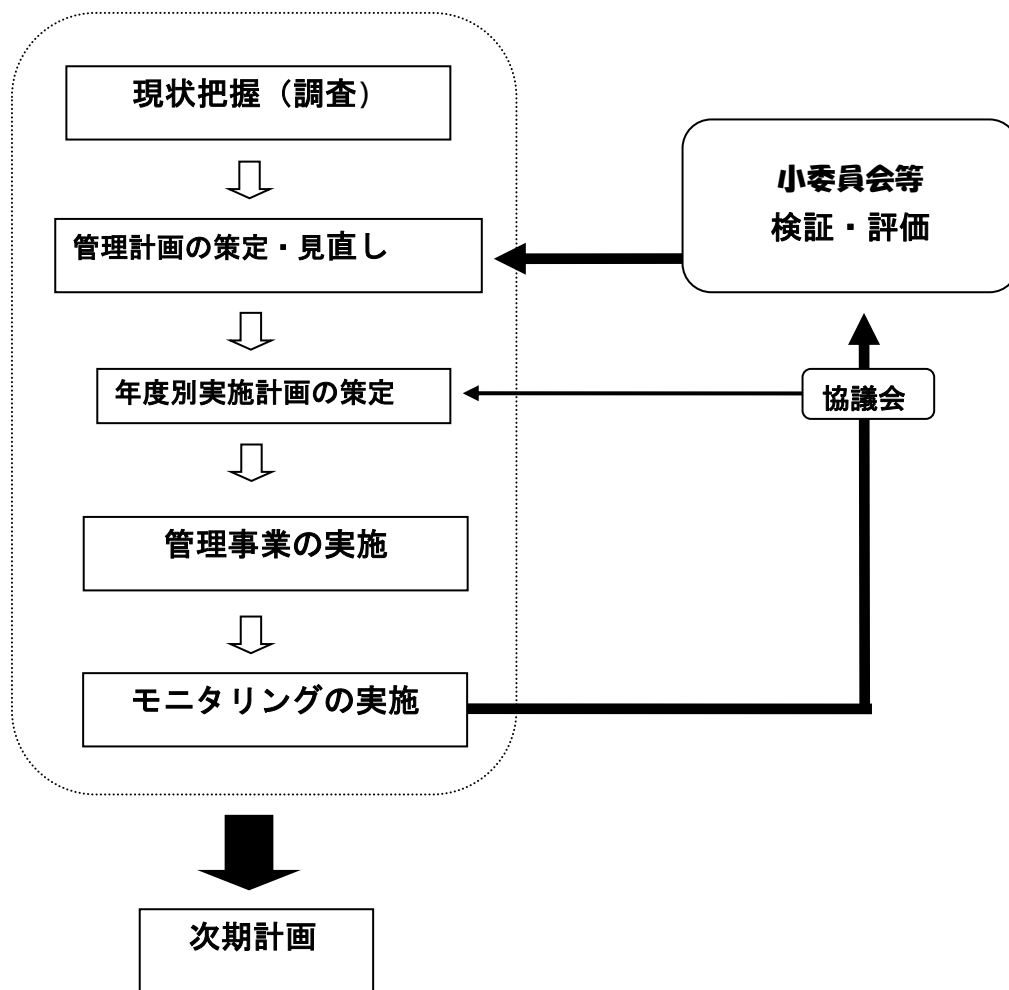 現状把握（調査）
管理計画の策定・見直し
年度別実施計画の策定
管理事業の実施
モニタリングの実施
次期計画
小委員会等
検証・評価
協議会